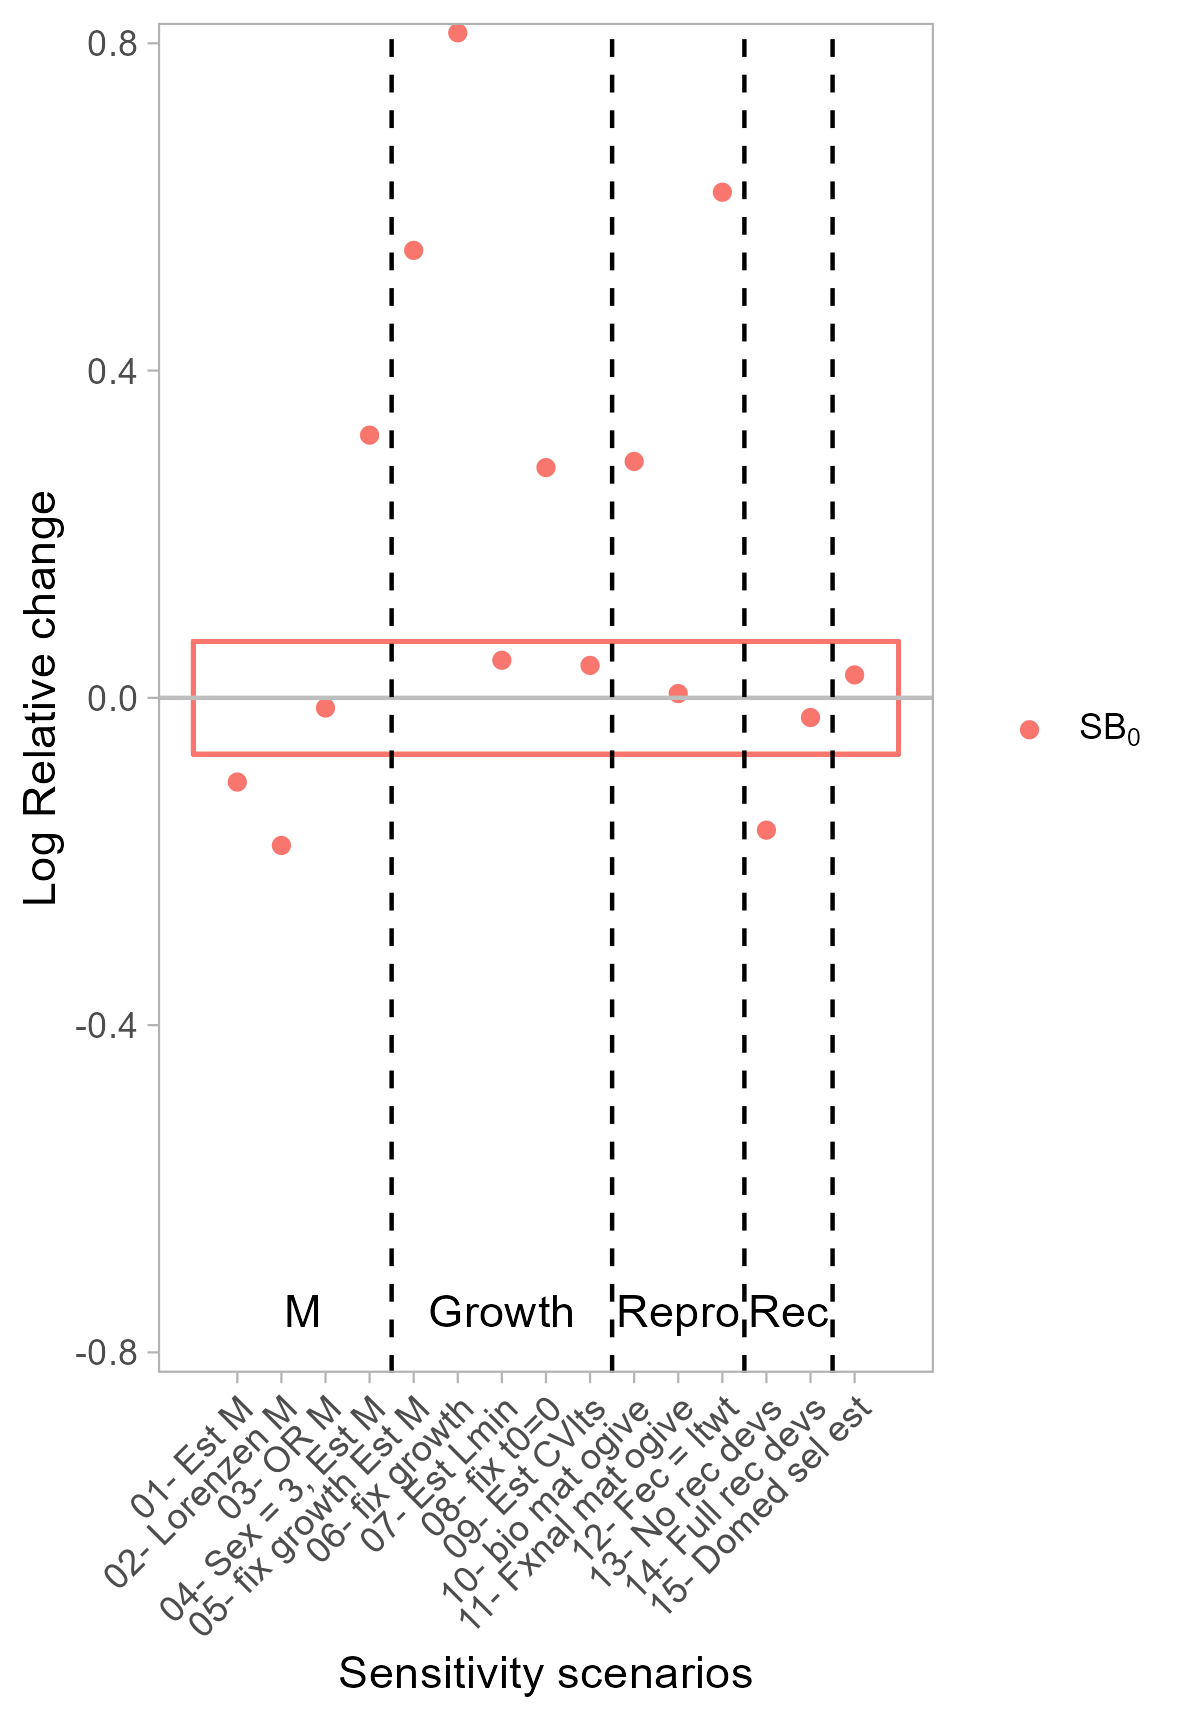 0.8
0.4
0.0
-0.4
-0.8
Log Relative change
M
Growth
Repro
Rec
SB₀
01- Est M
02- Lorenzen M
03- OR M
04- Sex = 3, Est M
05- fix growth Est M
06- fix growth
07- Est Lmin
08- fix t0=0
09- Est CVlts
10- bio mat ogive
11- Fxnal mat ogive
12- Fec = ltwt
13- No rec devs
14- Full rec devs
15- Domed sel est
Sensitivity scenarios